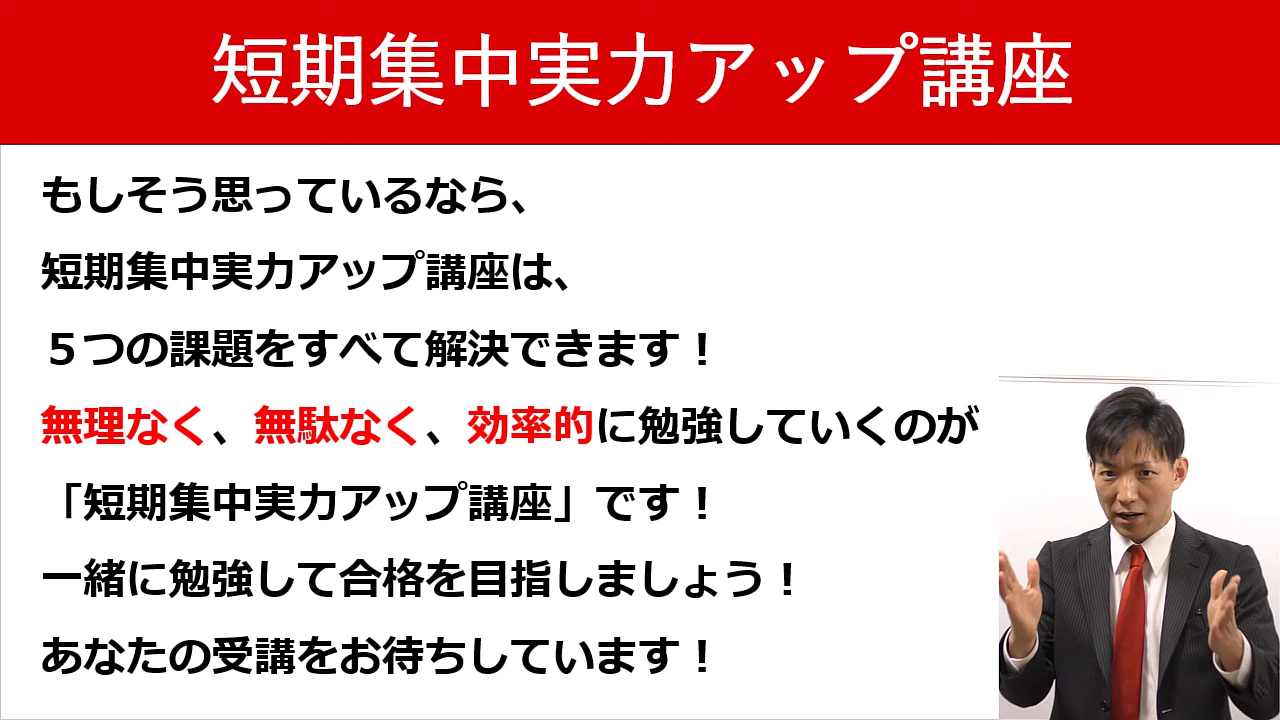 短期集中実力アップ講座
もしそう思っているなら、
短期集中実力アップ講座は、
５つの課題をすべて解決できます！
無理なく、無駄なく、効率的に勉強していくのが
「短期集中実力アップ講座」です！
一緒に勉強して合格を目指しましょう！
あなたの受講をお待ちしています！